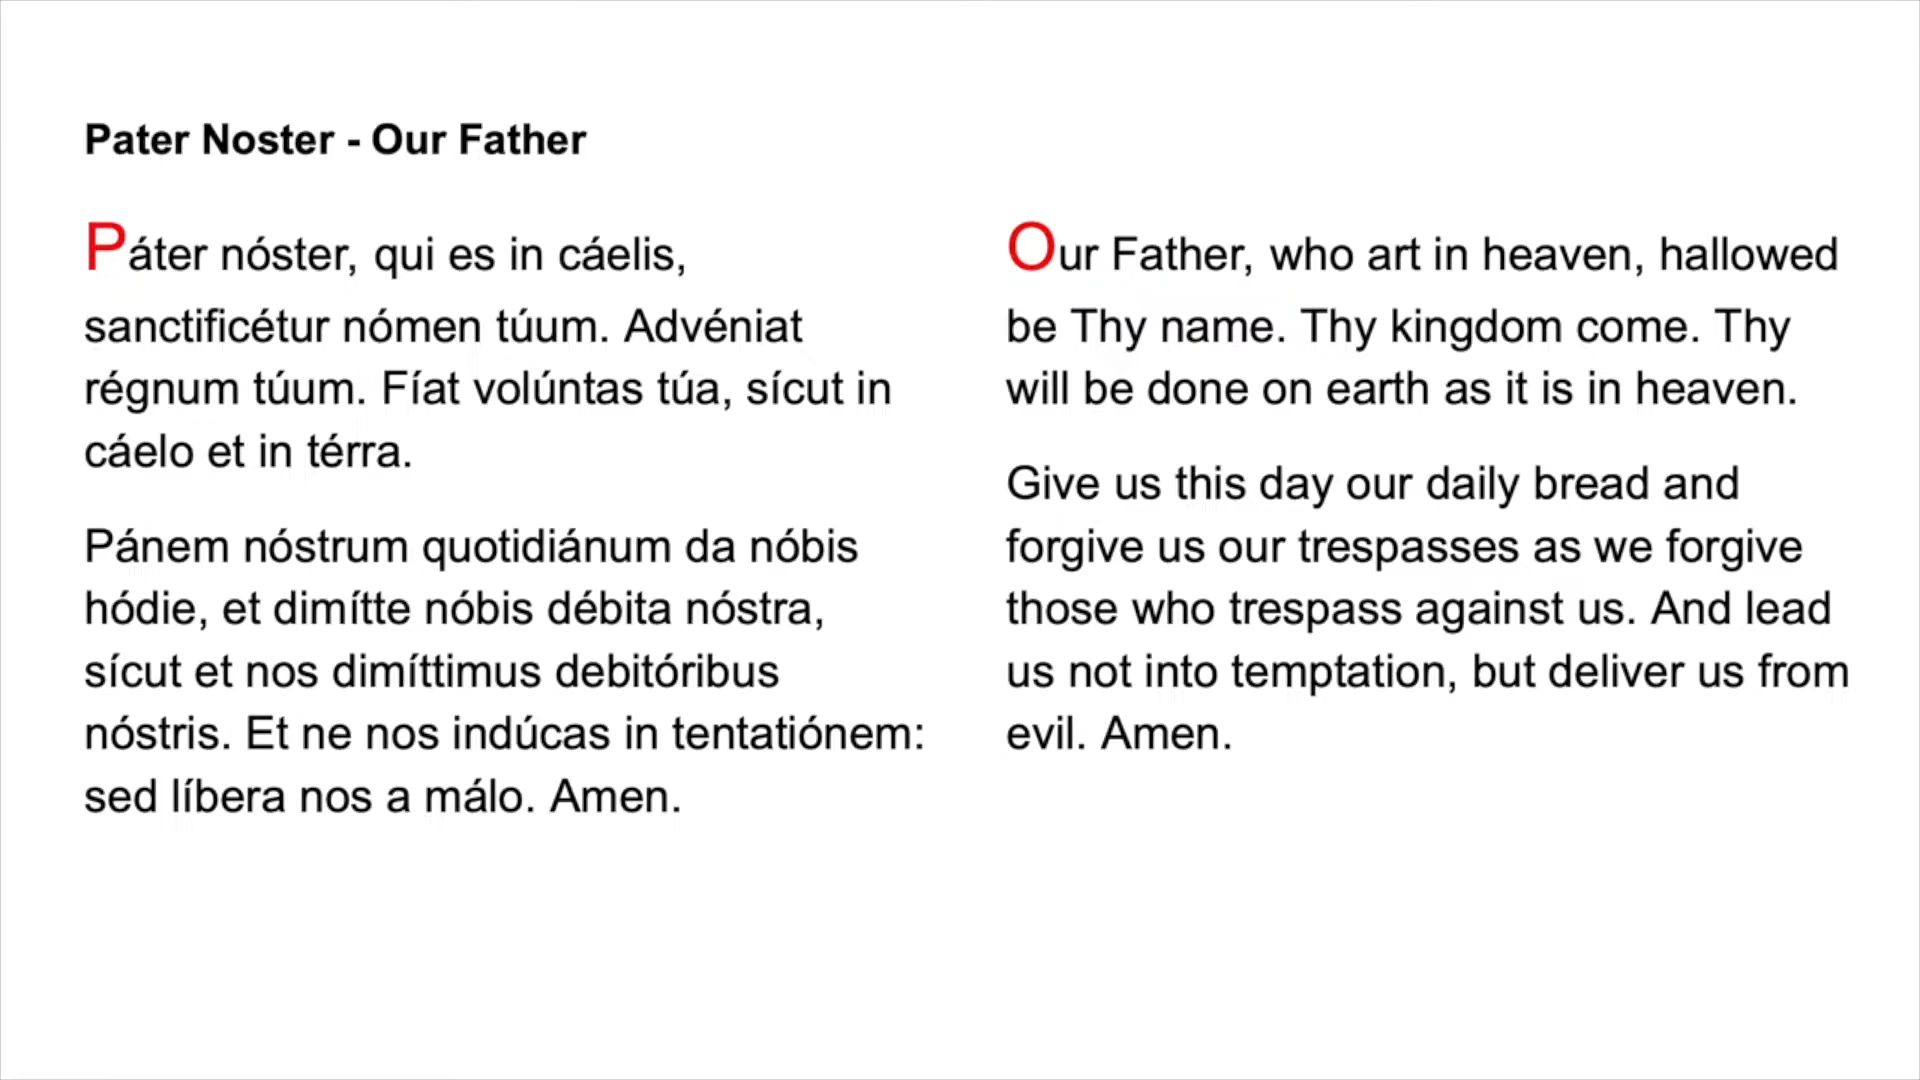 Pater Noster - Our Father
Páter nóster, qui es in cáelis,
sanctificétur nómen túum. Advéniat
régnum túum. Fíat volúntas túa, sícut in
cáelo et in térra.
Pánem nóstrum quotidiánum da nóbis
hódie, et dimítte nóbis débita nóstra,
sícut et nos dimíttimus debitóribus
nóstris. Et ne nos indúcas in tentatiónem:
sed líbera nos a málo. Amen.
Our Father, who art in heaven, hallowed
be Thy name. Thy kingdom come. Thy
will be done on earth as it is in heaven.
Give us this day our daily bread and
forgive us our trespasses as we forgive
those who trespass against us. And lead
us not into temptation, but deliver us from
evil. Amen.